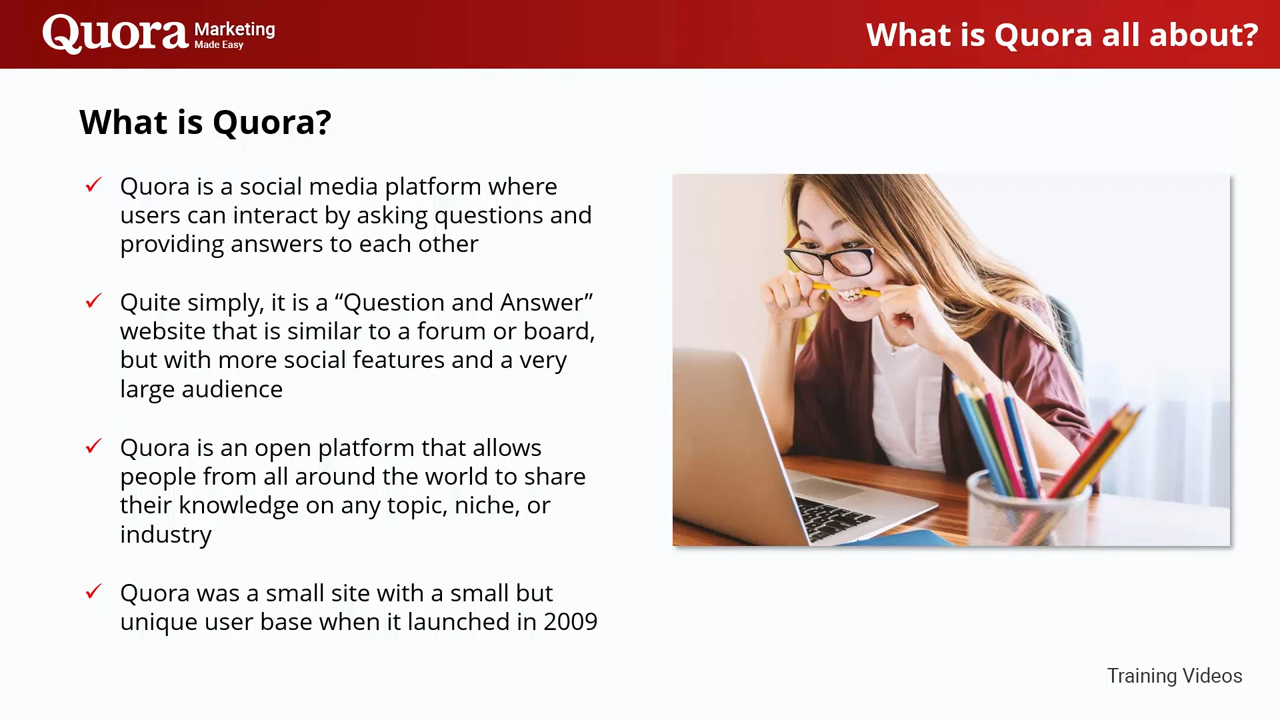 Quora Marketing
Made Easy
What is Quora all about?
What is Quora?
Quora is a social media platform where
users can interact by asking questions and
providing answers to each other
Quite simply, it is a “Question and Answer”
website that is similar to a forum or board,
but with more social features and a very
large audience
Quora is an open platform that allows
people from all around the world to share
their knowledge on any topic, niche, or
industry
Quora was a small site with a small but
unique user base when it launched in 2009
Training Videos